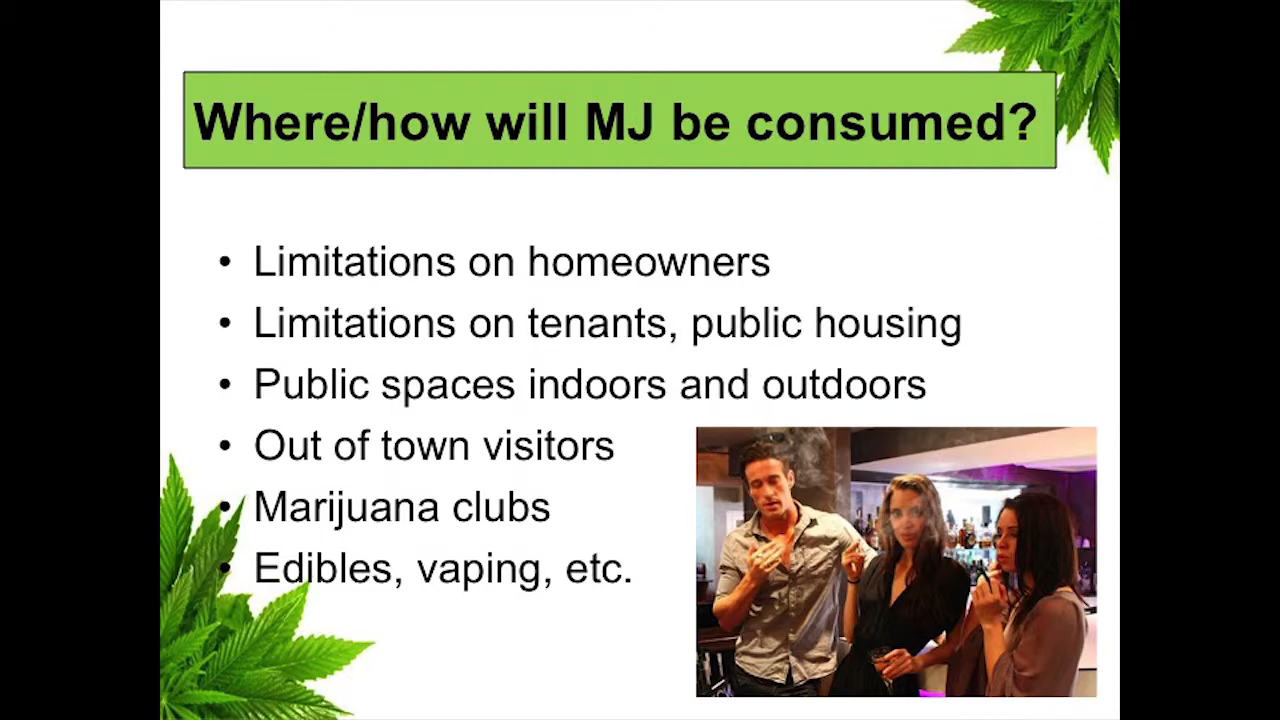 Where/how will MJ be consumed?
• Limitations on homeowners
• Limitations on tenants, public housing
• Public spaces indoors and outdoors
• Out of town visitors
• Marijuana clubs
• Edibles, vaping, etc.